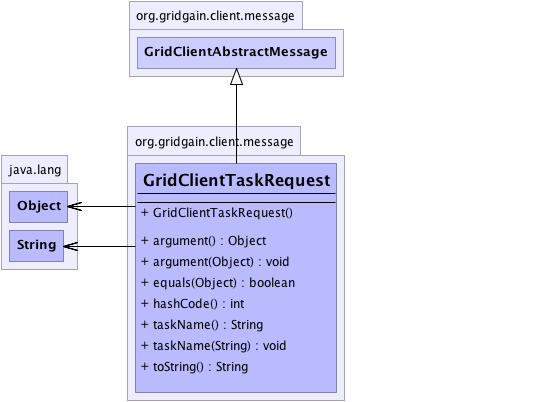 org.gridgain.client.message
GridClientAbstractMessage
org.gridgain.client.message
java.lang
GridClientTaskRequest
Object
String
+ GridClientTaskRequest()
+ argument() : Object
+ argument(Object) : void
+ equals(Object) : boolean
+ hashCode() : int
+ taskName() : String
+ taskName(String) : void
+ toString() : String